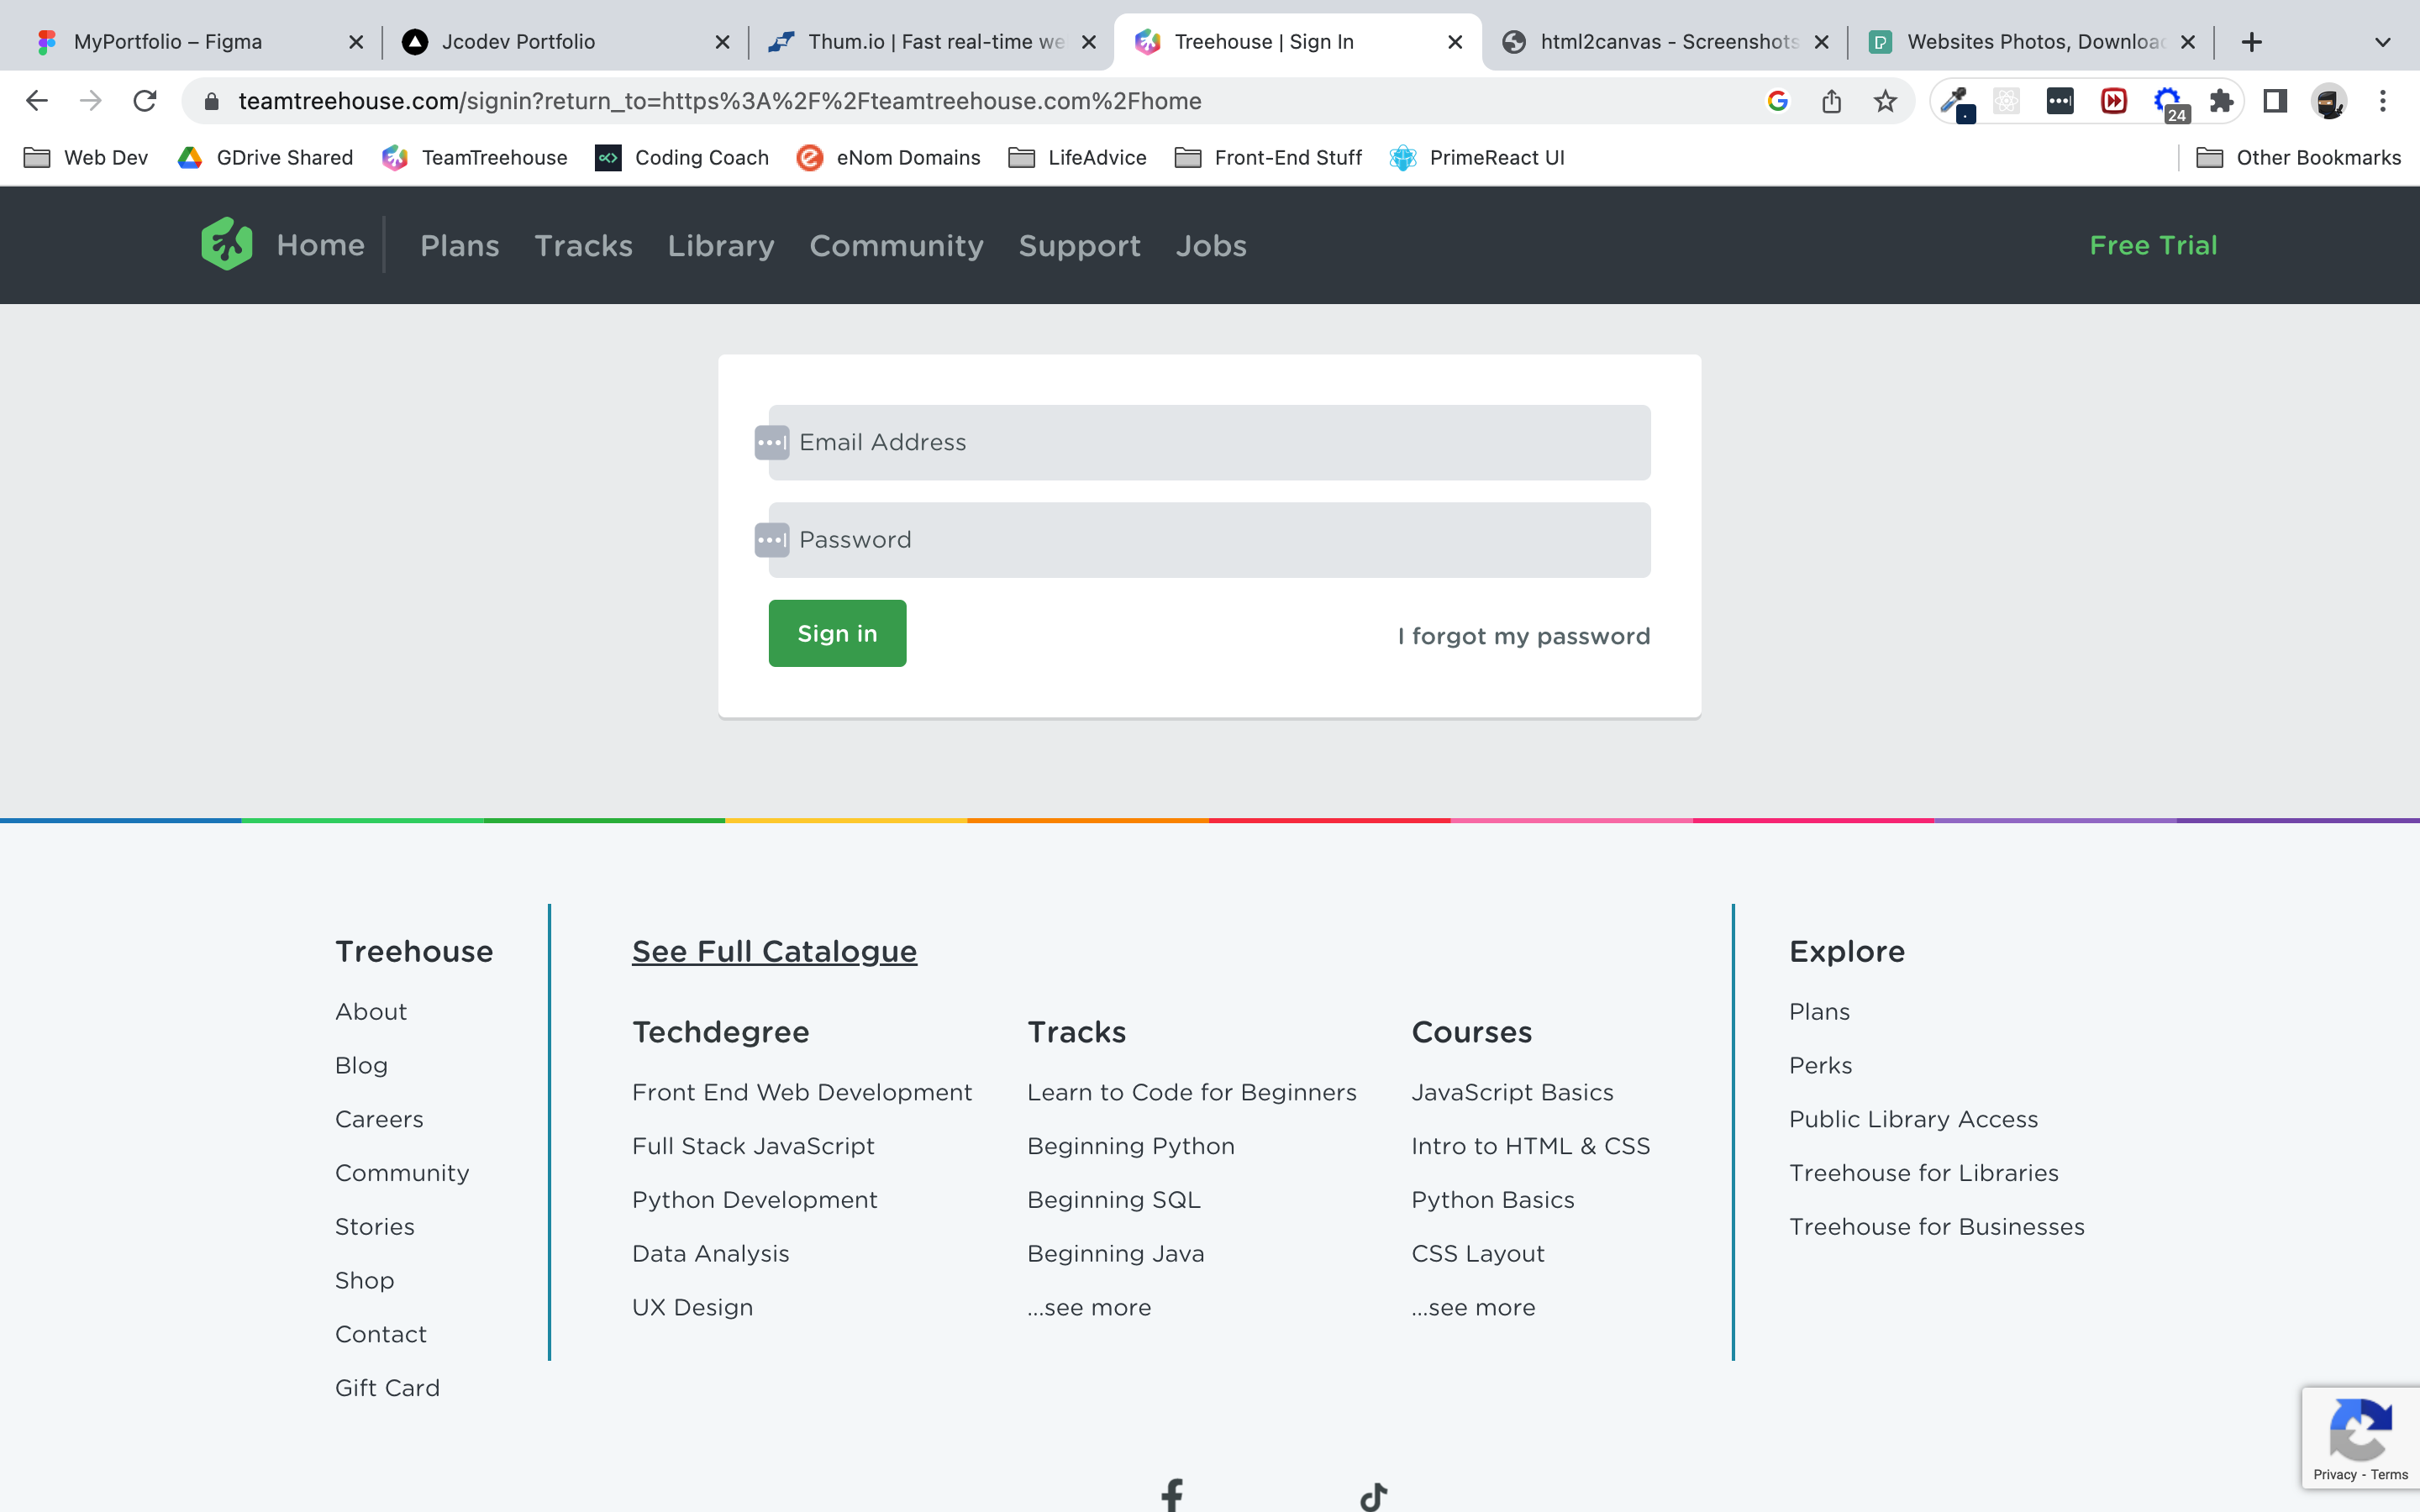 MyPortfolio – Figma
Jcodev Portfolio
Thum.io | Fast real-time we
Treehouse | Sign In
html2canvas - Screenshots
Websites Photos, Downloa
teamtreehouse.com/signin?return_to=https%3A%2F%2Fteamtreehouse.com%2Fhome
24
Web Dev
GDrive Shared
TeamTreehouse
Coding Coach
eNom Domains
LifeAdvice
Front-End Stuff
PrimeReact UI
Other Bookmarks
Home
Plans
Tracks
Library
Community
Support
Jobs
Free Trial
Email Address
Password
Sign in
I forgot my password
Treehouse
About
Blog
Careers
Community
Stories
Shop
Contact
Gift Card
See Full Catalogue
Techdegree
Front End Web Development
Full Stack JavaScript
Python Development
Data Analysis
UX Design
Tracks
Learn to Code for Beginners
Beginning Python
Beginning SQL
Beginning Java
...see more
Courses
JavaScript Basics
Intro to HTML & CSS
Python Basics
CSS Layout
...see more
Explore
Plans
Perks
Public Library Access
Treehouse for Libraries
Treehouse for Businesses
Privacy - Terms